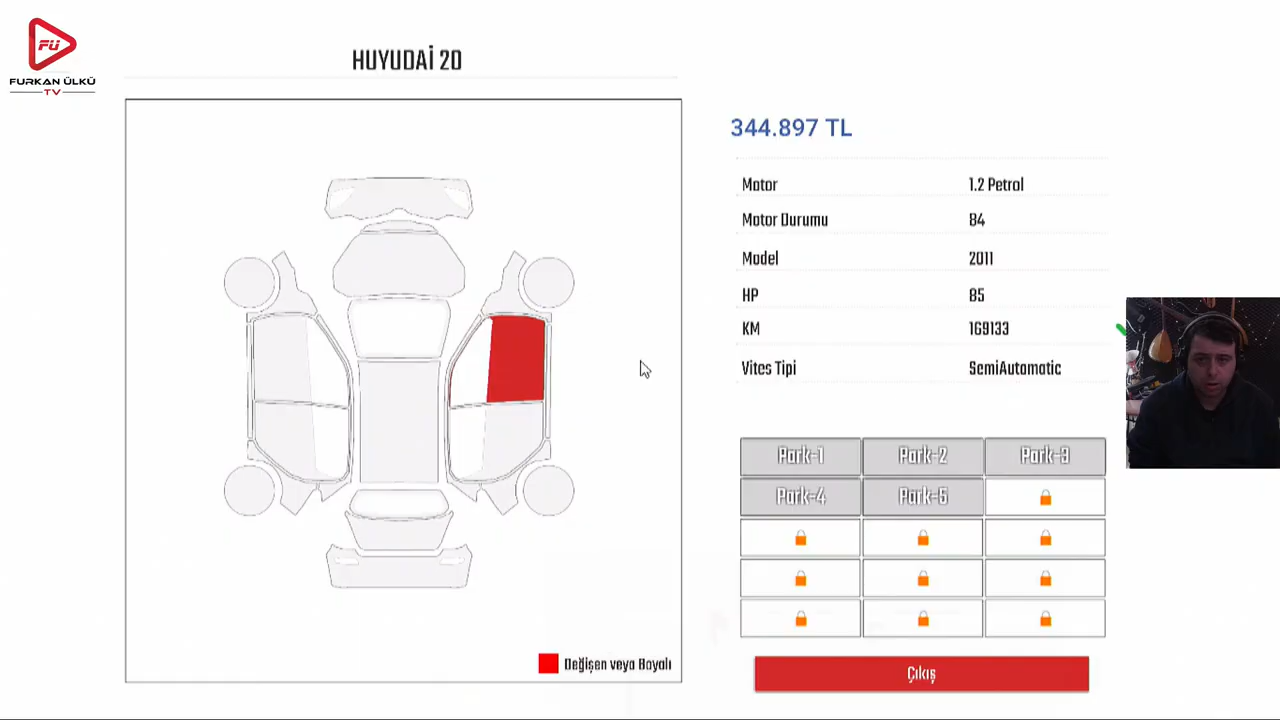 FU
FURKAN ÜLKÜ
TV
HUYUDAİ 20
344.897 TL
Motor 1.2 Petrol
Motor Durumu 84
Model 2011
HP 85
KM 169133
Vites Tipi SemiAutomatic
Park-1 Park-2 Park-3
Park-4 Park-5
Değişen veya Boyalı
Çıkış